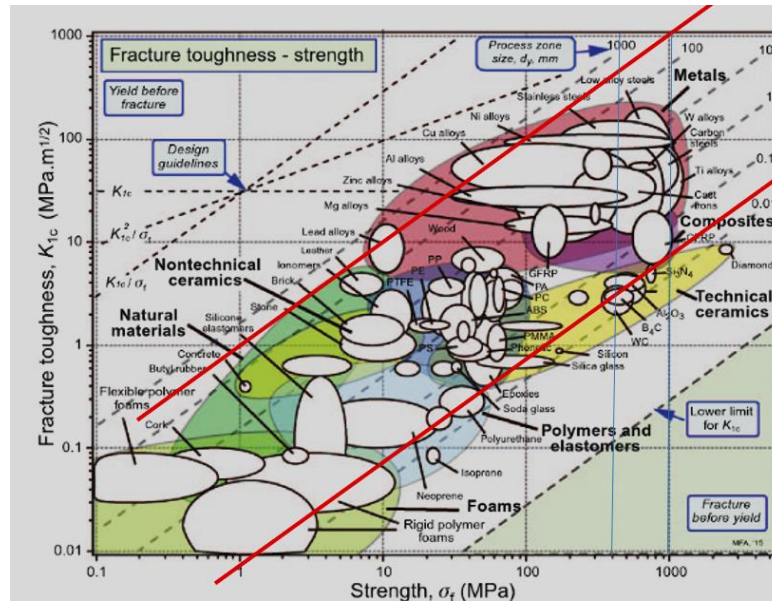 Fracture toughness - strength
Yield before
fracture
Process zone
size, dy, mm
1000
100
10
1
0.1
0.01
Design
guidelines
K1c
K1c²/σf
K1c/σf
Low alloy steels
Stainless steels
Metals
Ni alloys
Cu alloys
Al alloys
Zinc alloys
Mg alloys
Lead alloys
W alloys
Carbon
steels
Ti alloys
Cast
irons
Composites
CFRP
Diamond
Si3N4
Technical
ceramics
Al2O3
B4C
WC
Silicon
Silica glass
Wood
GFRP
PP
PE
PTFE
PA
PC
ABS
PMMA
Phenolic
PS
Epoxies
Soda glass
Polyurethane
Polymers and
elastomers
Isoprene
Neoprene
Leather
Ionomers
Nontechnical
ceramics
Brick
Stone
Natural
materials
Silicone
elastomers
Concrete
Butyl rubber
Flexible polymer
foams
Cork
Foams
Rigid polymer
foams
Lower limit
for K1c
Fracture
before yield
MFA, '15
Fracture toughness, K1c (MPa.m1/2)
1000
100
10
1
0.1
0.01
0.1
1
10
100
1000
Strength, σf (MPa)